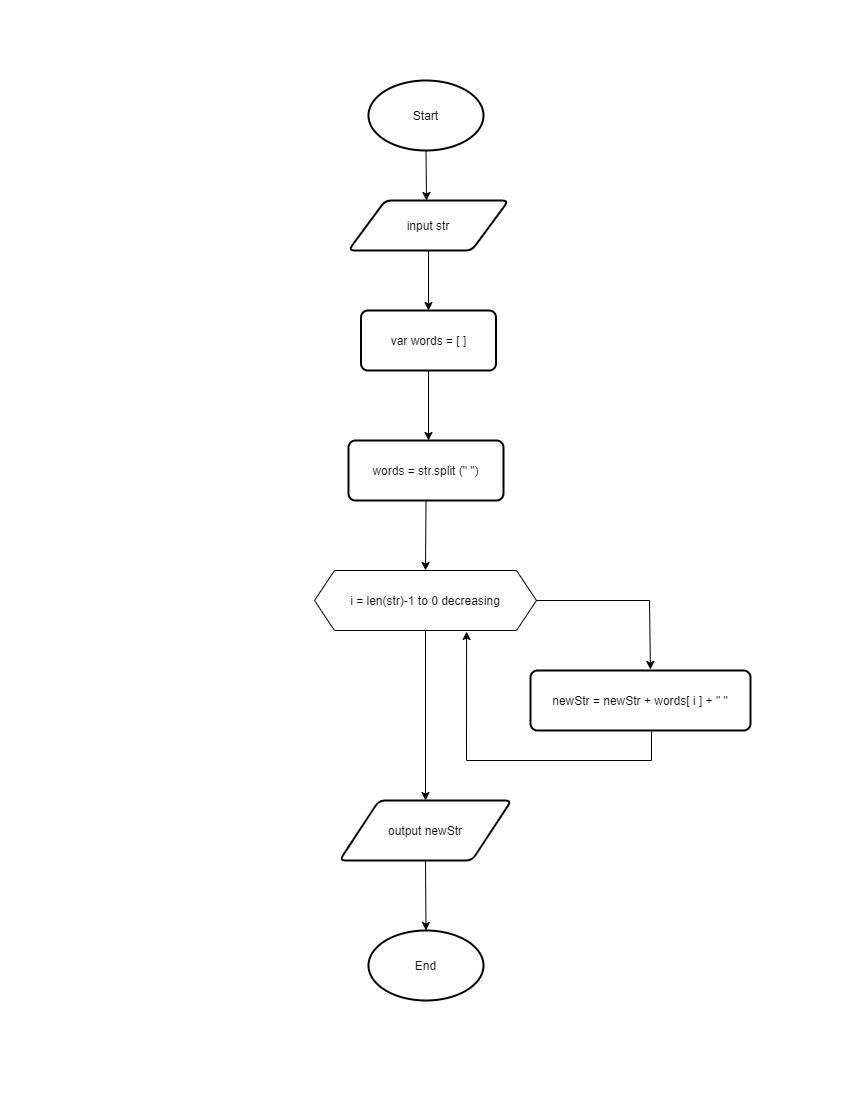 Start
input str
var words = [ ]
words = str.split (" ")
i = len(str)-1 to 0 decreasing
newStr = newStr + words[ i ] + " "
output newStr
End